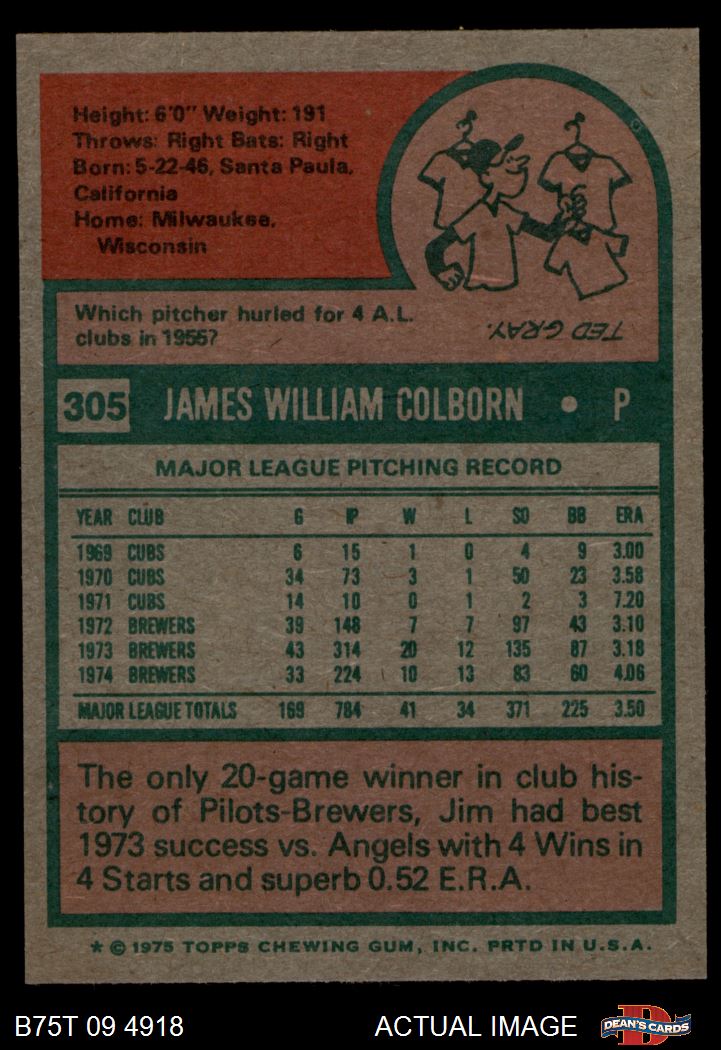 Height: 6'0" Weight: 191
Throws: Right Bats: Right
Born: 5-22-46, Santa Paula,
California
Home: Milwaukee,
Wisconsin
Which pitcher hurled for 4 A.L.
clubs in 1955?
TED GRAY.
305 JAMES WILLIAM COLBORN • P
MAJOR LEAGUE PITCHING RECORD
YEAR CLUB G IP W L SO BB ERA
1969 CUBS 6 15 1 0 4 9 3.00
1970 CUBS 34 73 3 1 50 23 3.58
1971 CUBS 14 10 0 1 2 3 7.20
1972 BREWERS 39 148 7 7 97 43 3.10
1973 BREWERS 43 314 20 12 135 87 3.18
1974 BREWERS 33 224 10 13 83 60 4.06
MAJOR LEAGUE TOTALS 169 784 41 34 371 225 3.50
The only 20-game winner in club his-
tory of Pilots-Brewers, Jim had best
1973 success vs. Angels with 4 Wins in
4 Starts and superb 0.52 E.R.A.
* © 1975 TOPPS CHEWING GUM, INC. PRTD IN U.S.A.
B75T 09 4918 ACTUAL IMAGE DEAN'S CARDS